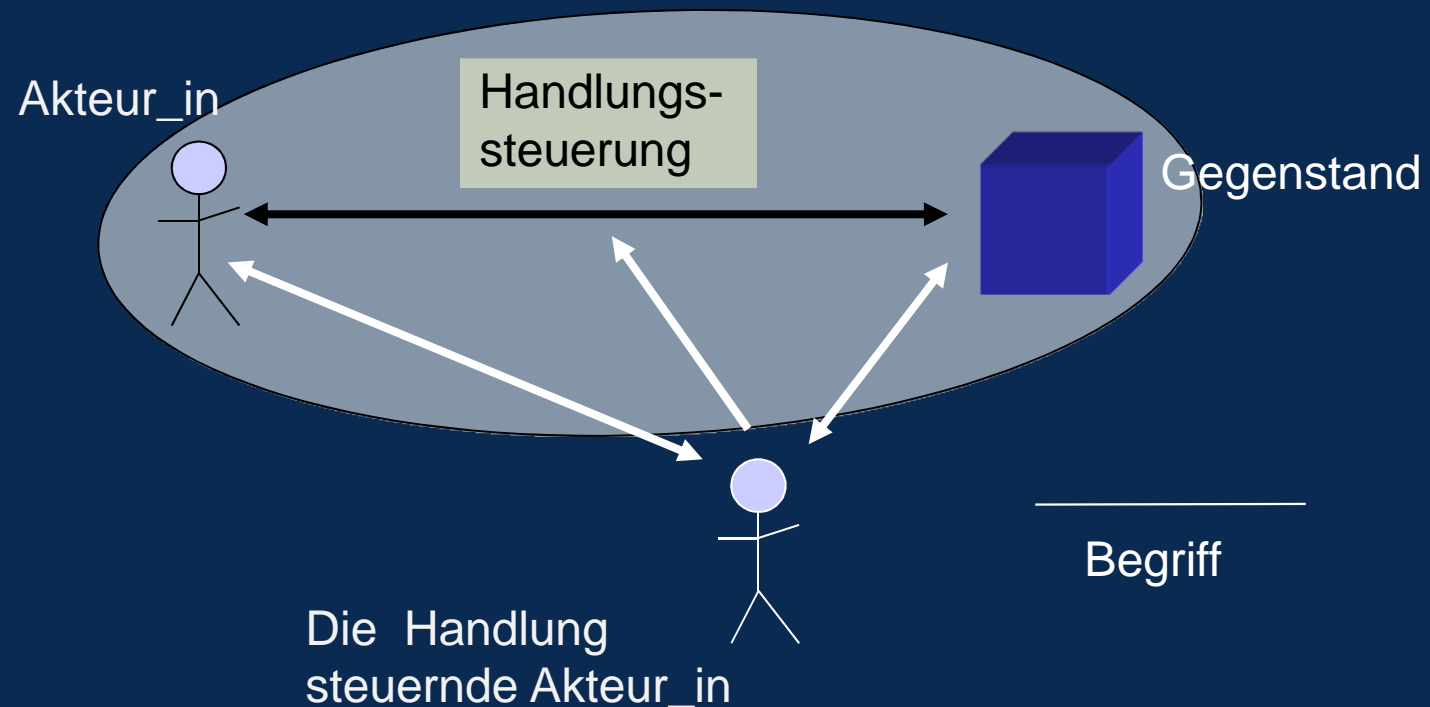 Akteur_in
Handlungs-
steuerung
Gegenstand
Begriff
Die Handlung
steuernde Akteur_in